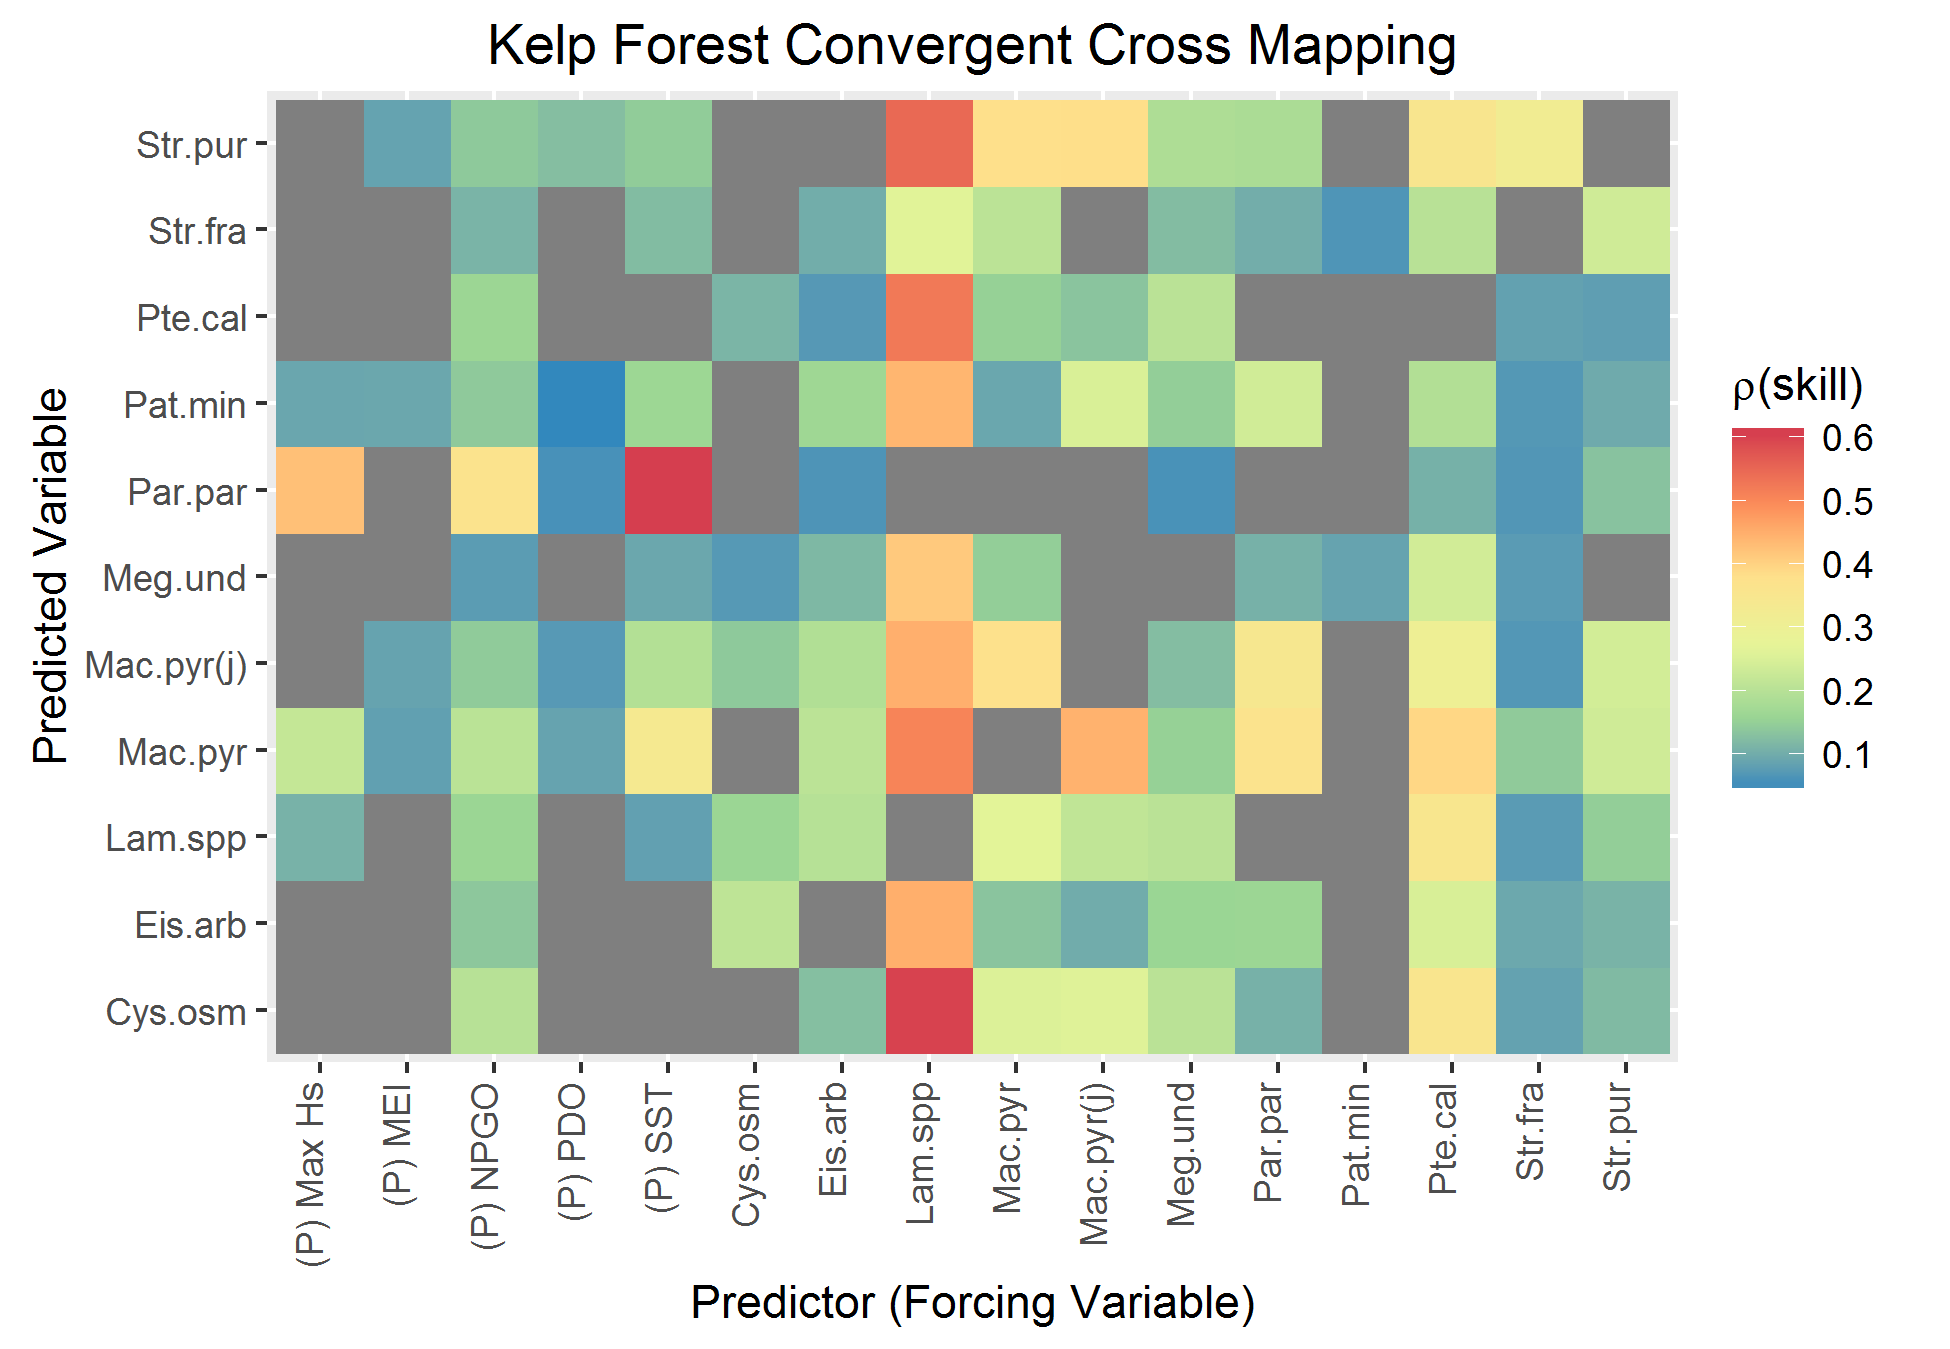 Kelp Forest Convergent Cross Mapping
Predicted Variable
Str.pur
Str.fra
Pte.cal
Pat.min
Par.par
Meg.und
Mac.pyr(j)
Mac.pyr
Lam.spp
Eis.arb
Cys.osm
(P) Max Hs
(P) MEI
(P) NPGO
(P) PDO
(P) SST
Cys.osm
Eis.arb
Lam.spp
Mac.pyr
Mac.pyr(j)
Meg.und
Par.par
Pat.min
Pte.cal
Str.fra
Str.pur
Predictor (Forcing Variable)
ρ(skill)
0.6
0.5
0.4
0.3
0.2
0.1